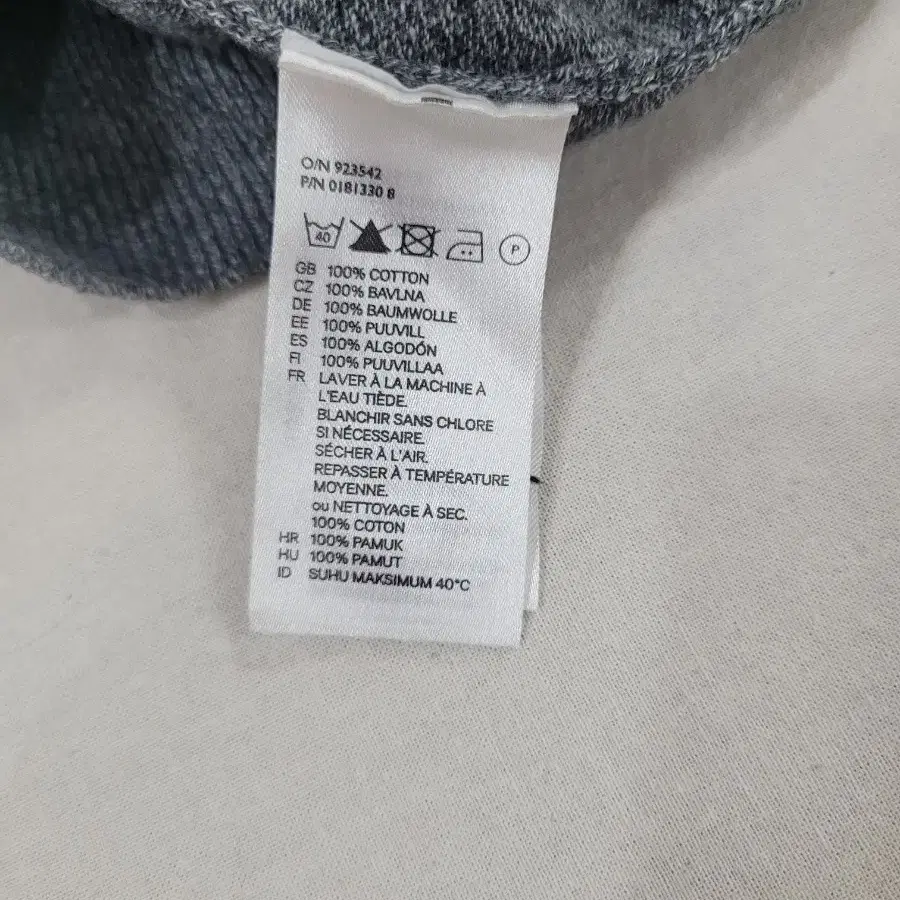 O/N 923542
P/N 0181330 8
40 P
GB 100% COTTON
CZ 100% BAVLNA
DE 100% BAUMWOLLE
EE 100% PUUVILL
ES 100% ALGODÓN
FI 100% PUUVILLAA
FR LAVER À LA MACHINE À
L'EAU TIÈDE.
BLANCHIR SANS CHLORE
SI NÉCESSAIRE.
SÉCHER À L'AIR.
REPASSER À TEMPÉRATURE
MOYENNE.
ou NETTOYAGE À SEC.
100% COTON
HR 100% PAMUK
HU 100% PAMUT
ID SUHU MAKSIMUM 40°C